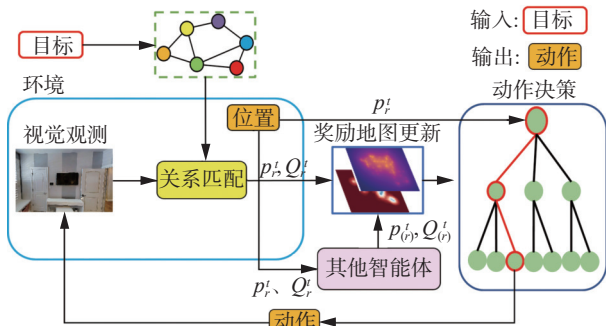 目标
输入: 目标
输出: 动作
环境
位置
p_r^t
动作决策
视觉观测
奖励地图更新
关系匹配
p_r^t, Q_r^t
p_{(r)}^t, Q_{(r)}^t
其他智能体
p_r^t、Q_r^t
动作